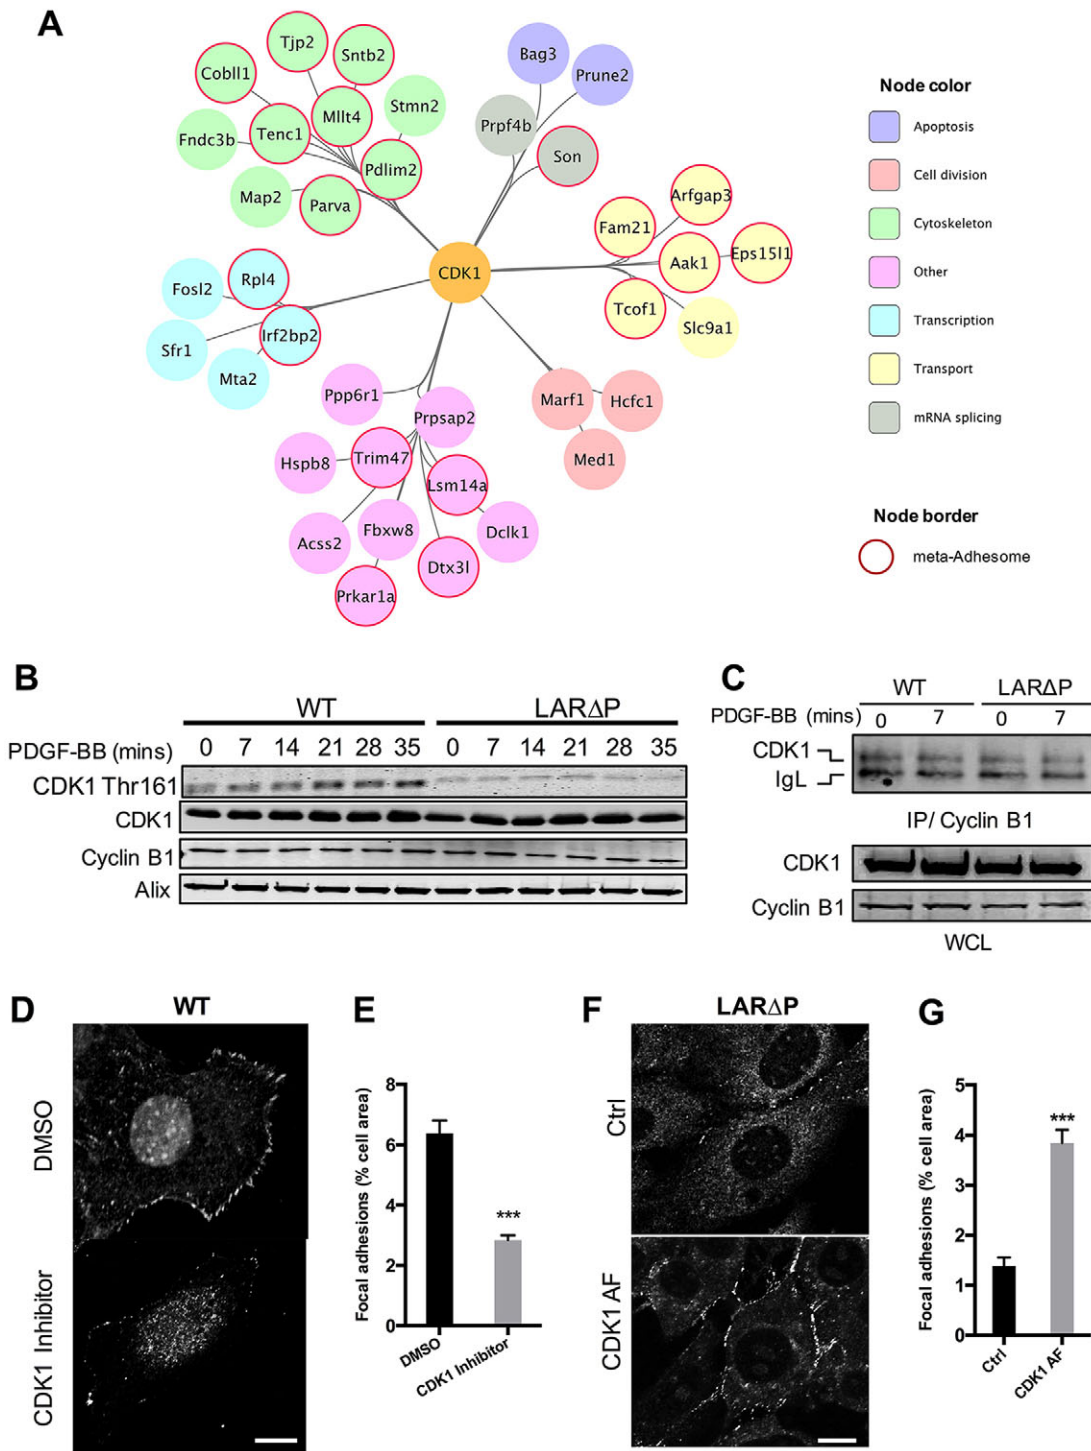 A
Tjp2
Sntb2
Cobll1
Mllt4
Stmn2
Fndc3b
Tenc1
Pdlim2
Map2
Parva
Bag3
Prune2
Prpf4b
Son
Arfgap3
Fam21
Eps15l1
Aak1
Tcof1
Slc9a1
CDK1
Rpl4
Fosl2
Irf2bp2
Sfr1
Mta2
Ppp6r1
Prpsap2
Hspb8
Trim47
Lsm14a
Acss2
Fbxw8
Dclk1
Dtx3l
Prkar1a
Marf1
Hcfc1
Med1
Node color
Apoptosis
Cell division
Cytoskeleton
Other
Transcription
Transport
mRNA splicing
Node border
meta-Adhesome
B
WT LARΔP
PDGF-BB (mins) 0 7 14 21 28 35 0 7 14 21 28 35
CDK1 Thr161
CDK1
Cyclin B1
Alix
C
WT LARΔP
PDGF-BB (mins) 0 7 0 7
CDK1
IgL
IP/ Cyclin B1
CDK1
Cyclin B1
WCL
D
WT
DMSO
CDK1 Inhibitor
E
Focal adhesions (% cell area)
8
6
4
2
0
***
DMSO
CDK1 Inhibitor
F
LARΔP
Ctrl
CDK1 AF
G
Focal adhesions (% cell area)
5
4
3
2
1
0
***
Ctrl
CDK1 AF